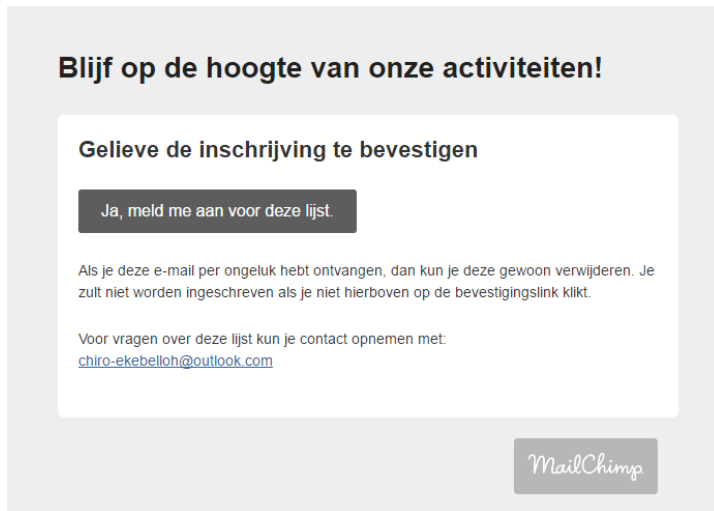 Blijf op de hoogte van onze activiteiten!
Gelieve de inschrijving te bevestigen
Ja, meld me aan voor deze lijst.
Als je deze e-mail per ongeluk hebt ontvangen, dan kun je deze gewoon verwijderen. Je
zult niet worden ingeschreven als je niet hierboven op de bevestigingslink klikt.
Voor vragen over deze lijst kun je contact opnemen met:
chiro-ekebelloh@outlook.com
MailChimp